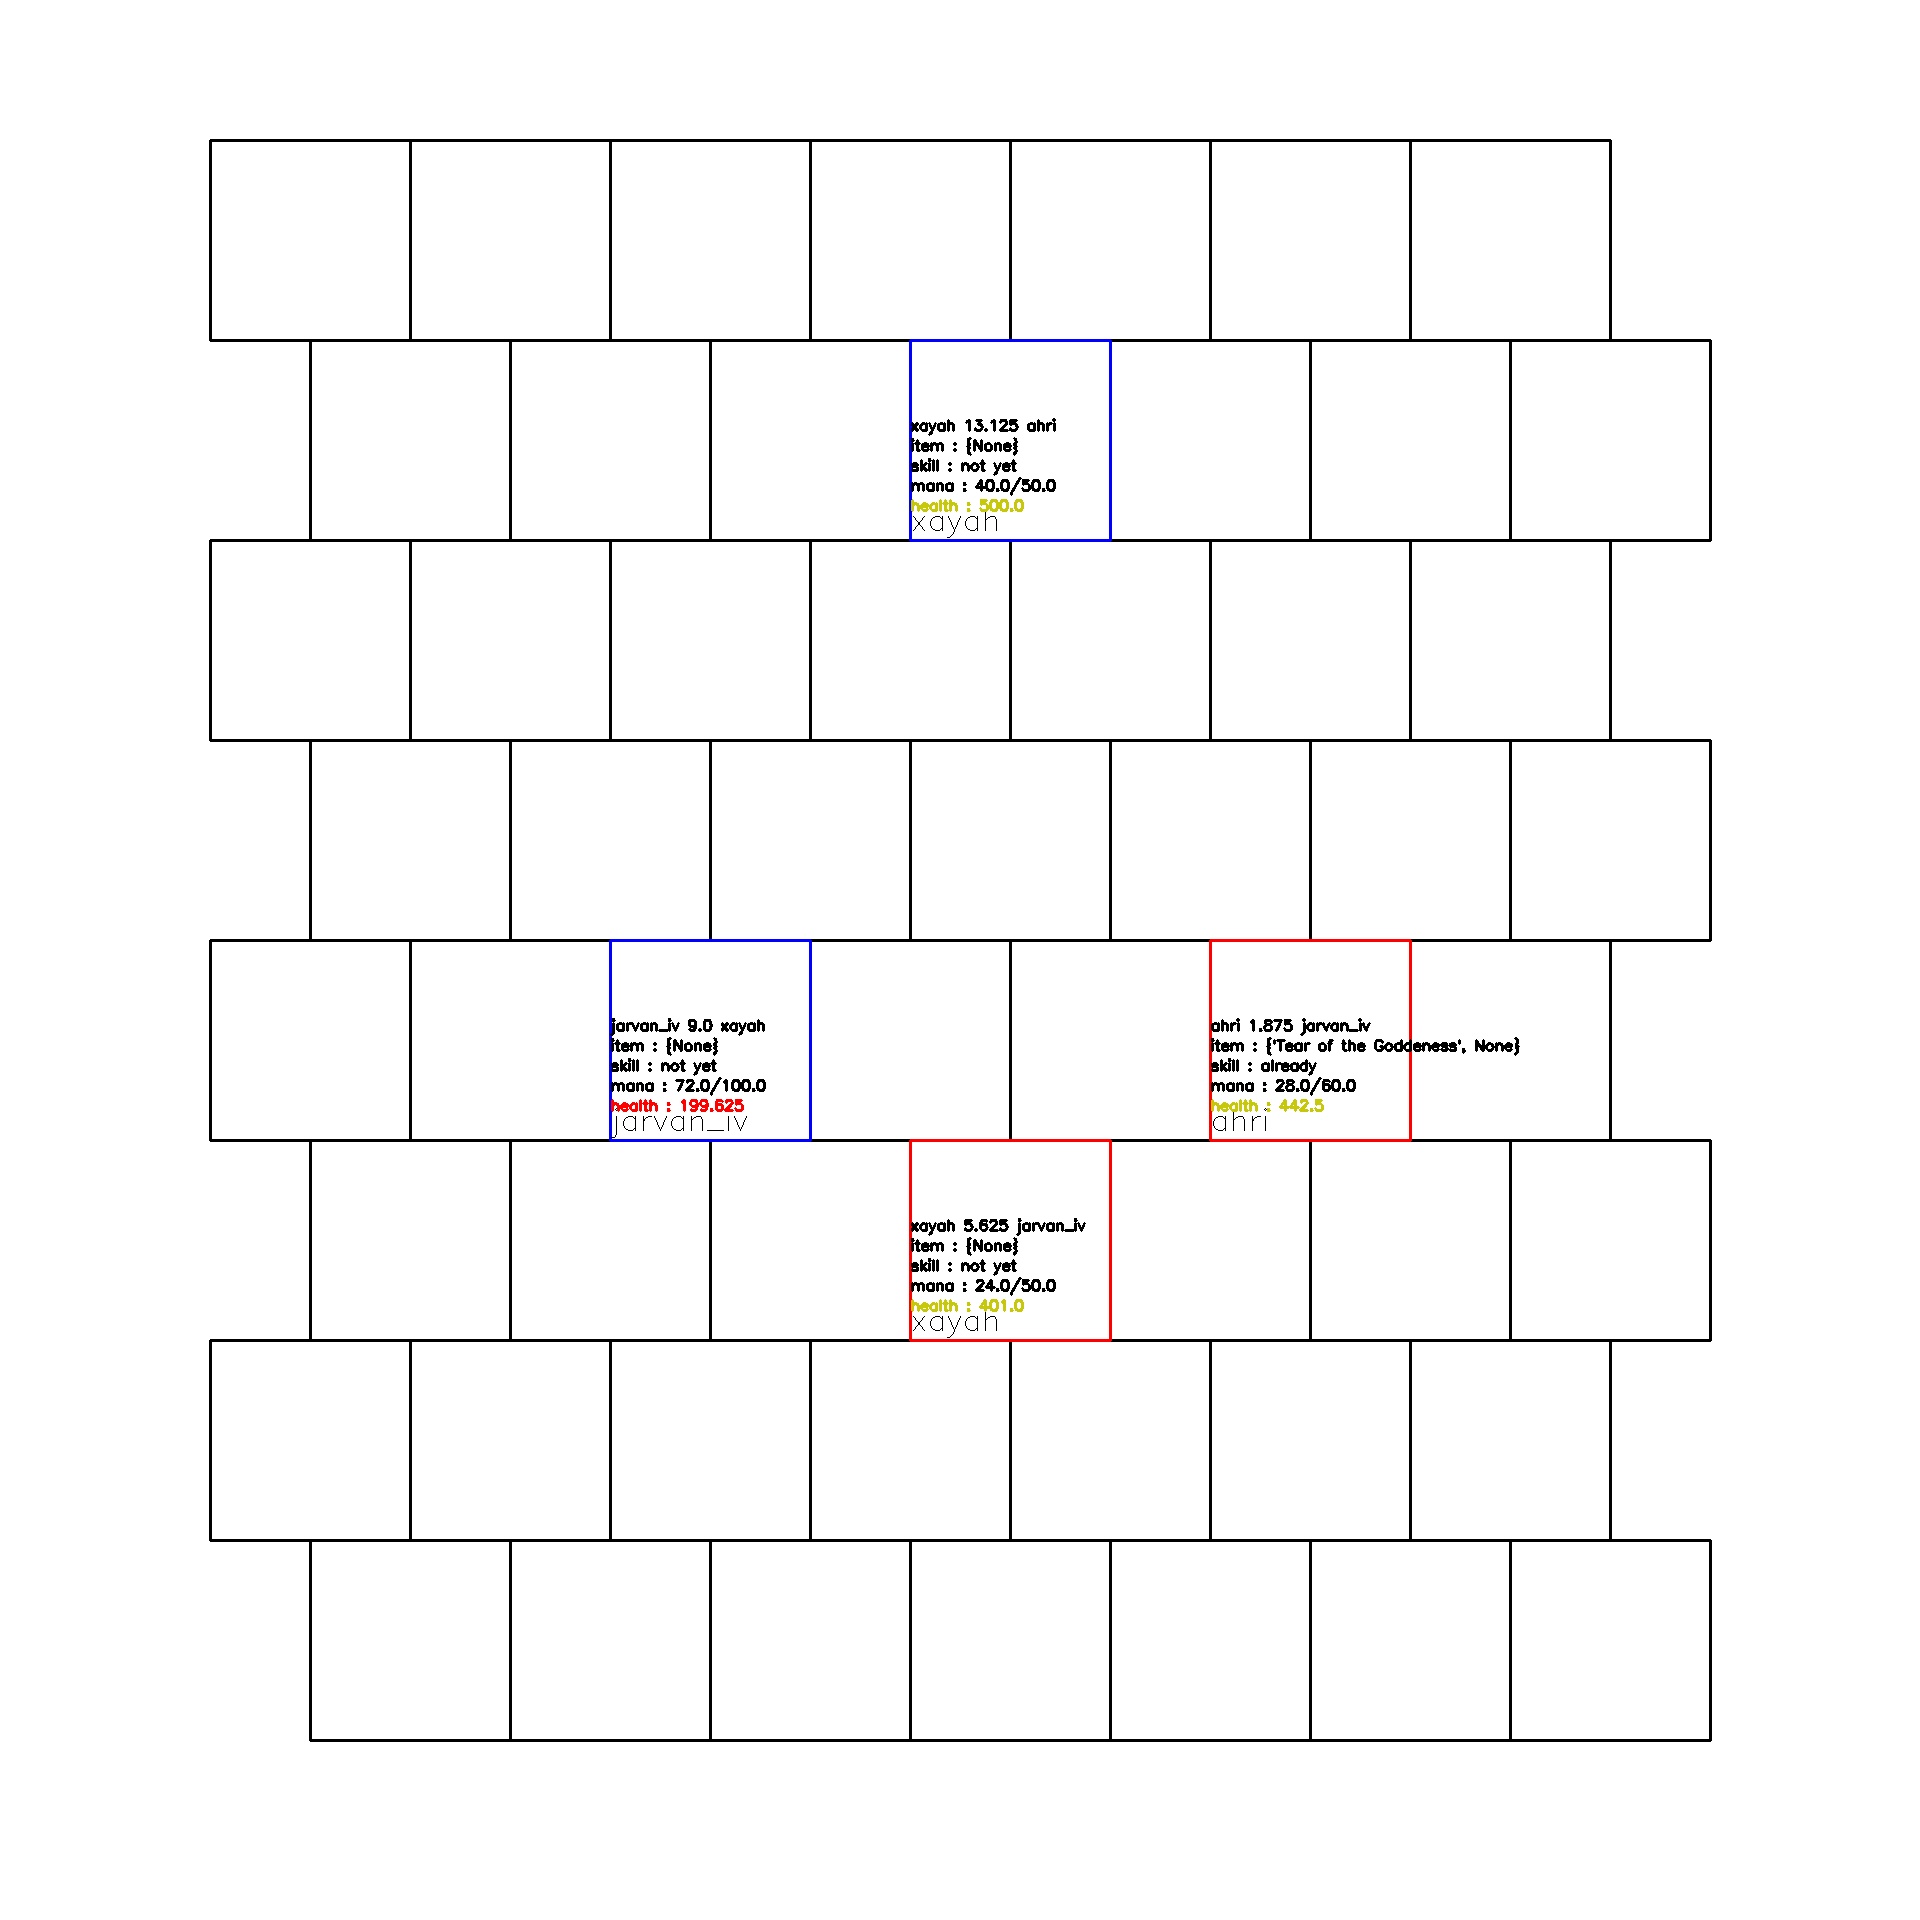 xayah 13.125 ahri
item : {None}
skill : not yet
mana : 40.0/50.0
health : 500.0
xayah
jarvan_iv 9.0 xayah
item : {None}
skill : not yet
mana : 72.0/100.0
health : 199.625
jarvan_iv
ahri 1.875 jarvan_iv
item : {'Tear of the Goddeness', None}
skill : already
mana : 28.0/60.0
health : 442.5
ahri
xayah 5.625 jarvan_iv
item : {None}
skill : not yet
mana : 24.0/50.0
health : 401.0
xayah